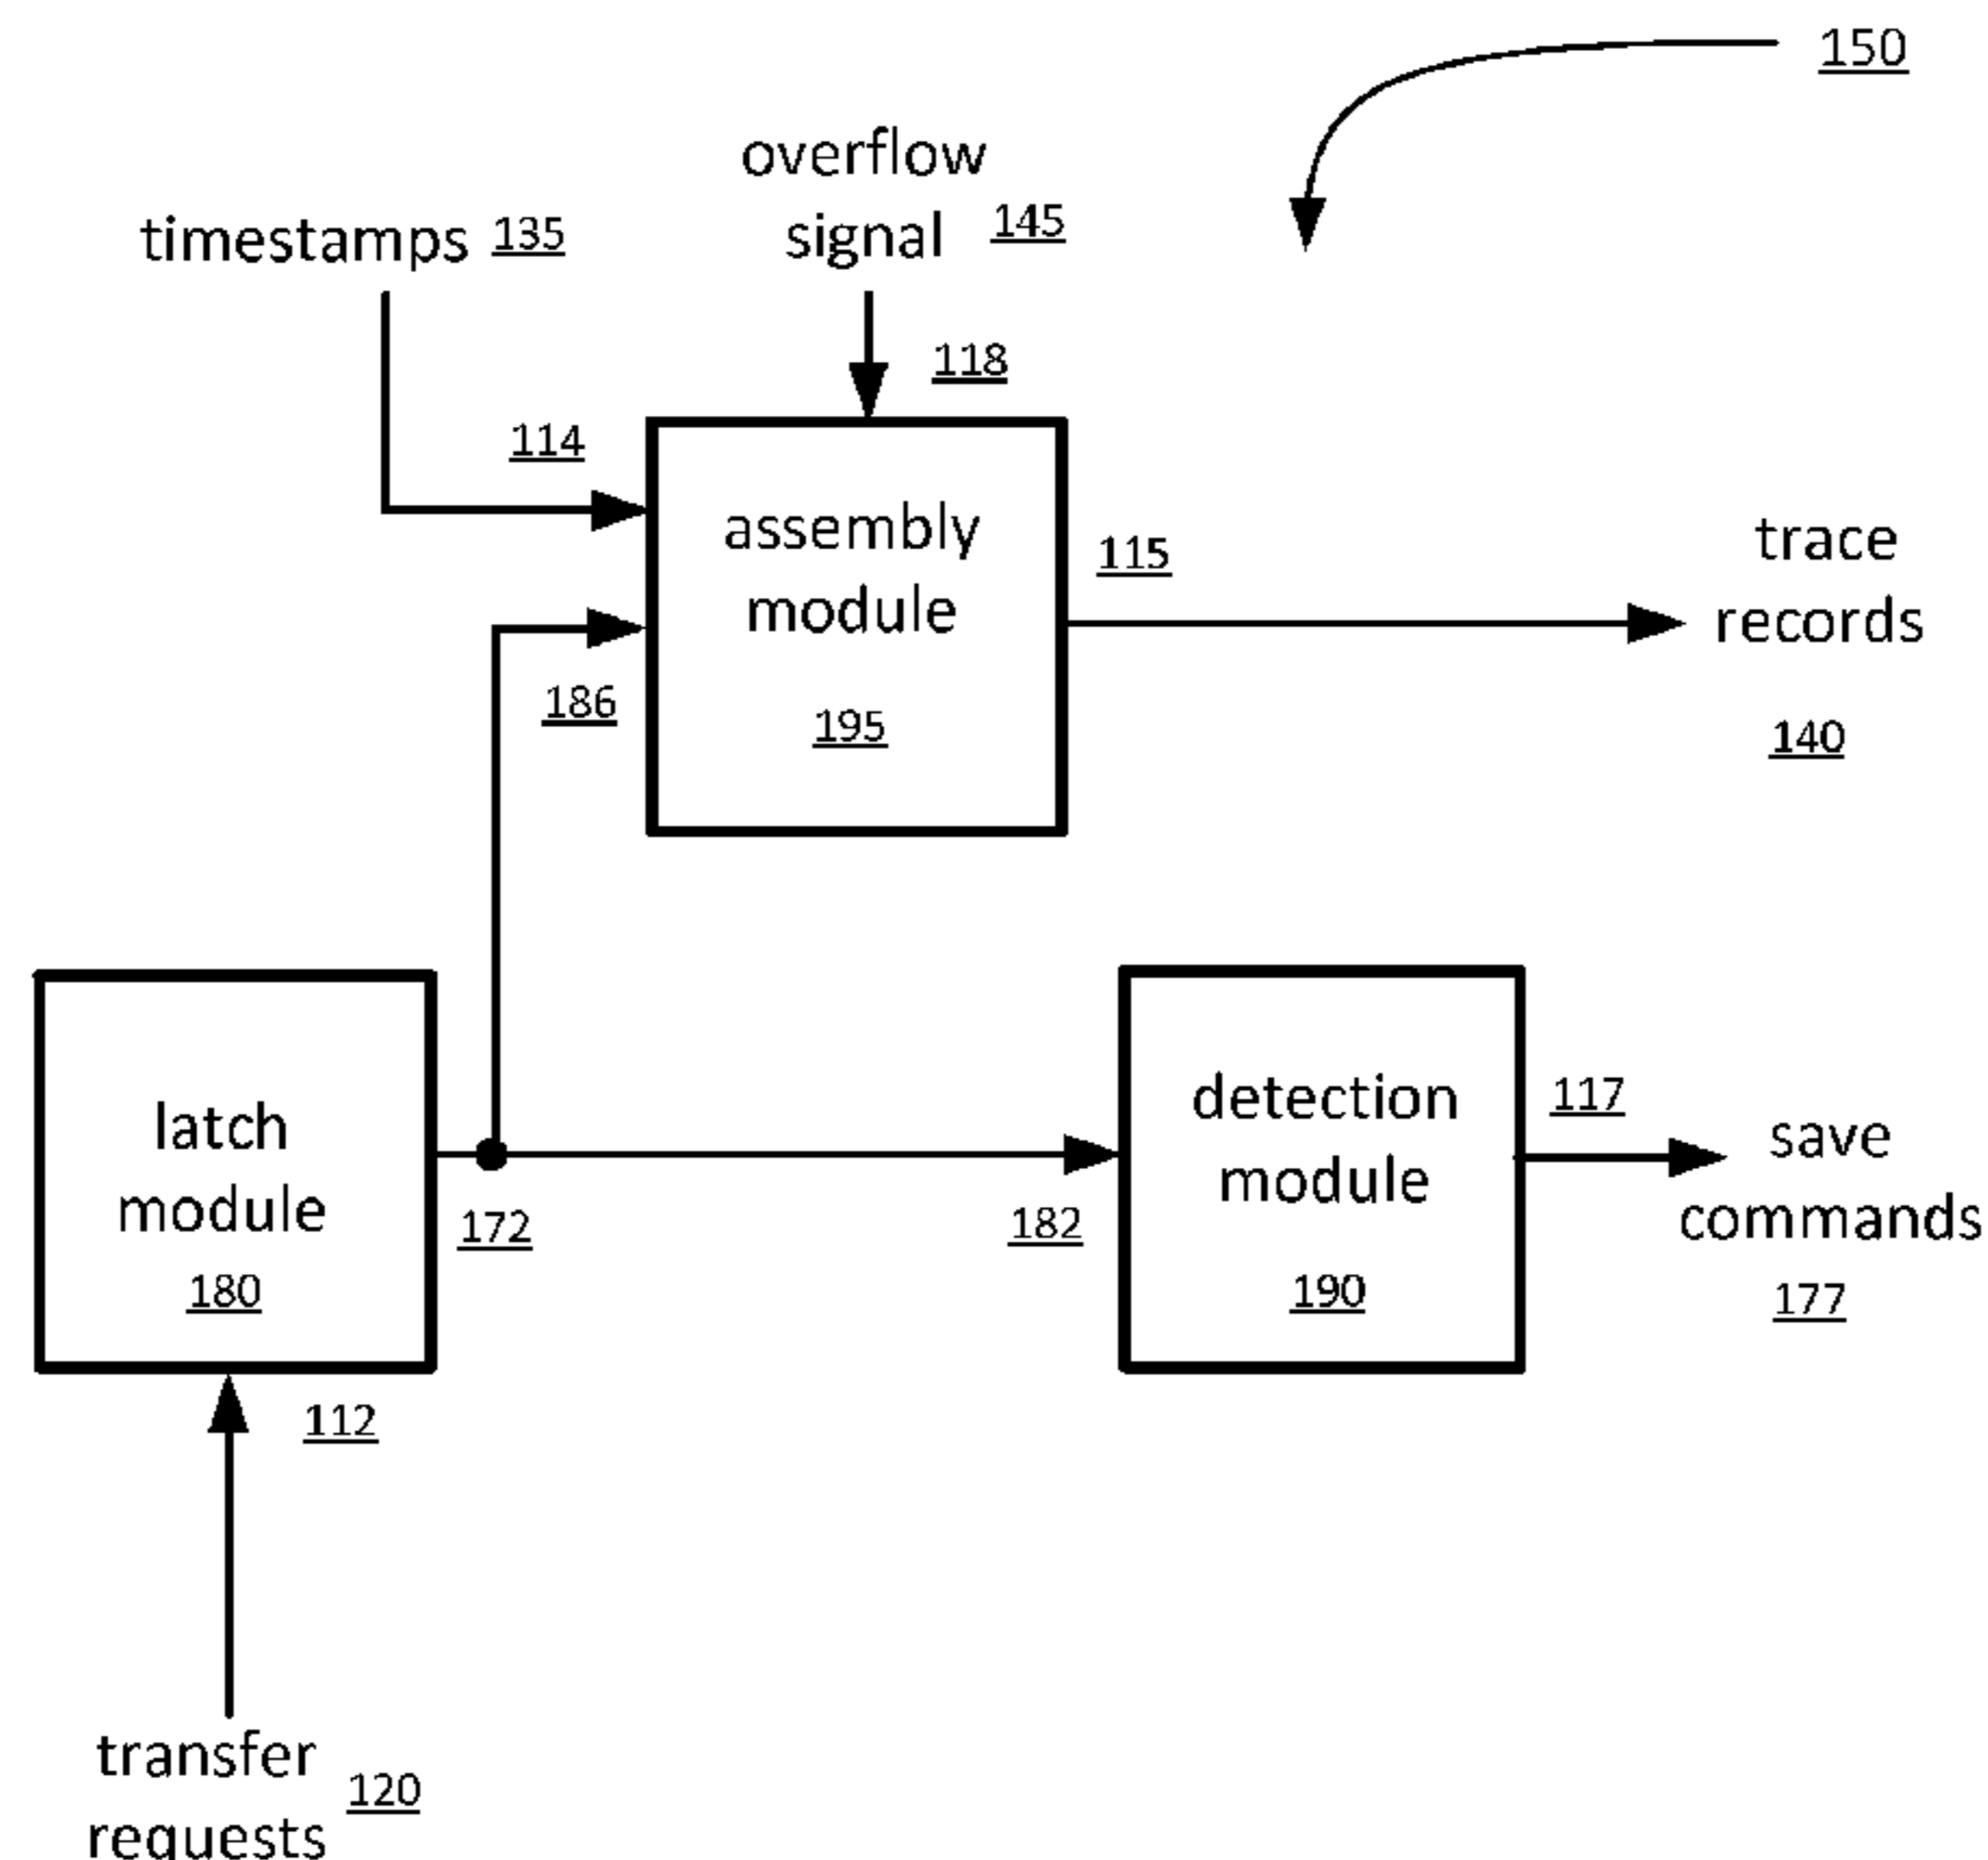 150
overflow
signal 145
timestamps 135
118
114
assembly
module
195
115
trace
records
140
186
latch
module
180
172
182
detection
module
190
117
save
commands
177
112
transfer
requests 120